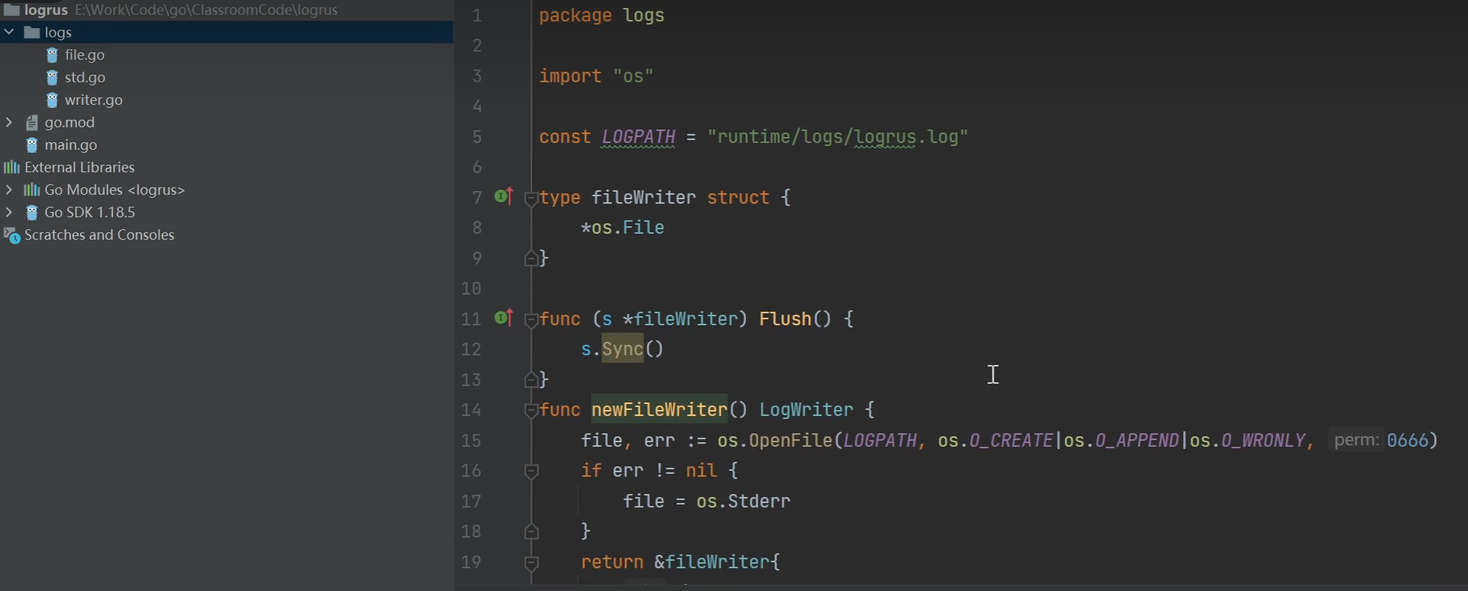 logrus E:\Work\Code\go\ClassroomCode\logrus
logs
file.go
std.go
writer.go
go.mod
main.go
External Libraries
Go Modules <logrus>
Go SDK 1.18.5
Scratches and Consoles
1 package logs
2
3 import "os"
4
5 const LOGPATH = "runtime/logs/logrus.log"
6
7 type fileWriter struct {
8 *os.File
9 }
10
11 func (s *fileWriter) Flush() {
12 s.Sync()
13 }
14 func newFileWriter() LogWriter {
15 file, err := os.OpenFile(LOGPATH, os.O_CREATE|os.O_APPEND|os.O_WRONLY, perm: 0666)
16 if err != nil {
17 file = os.Stderr
18 }
19 return &fileWriter{